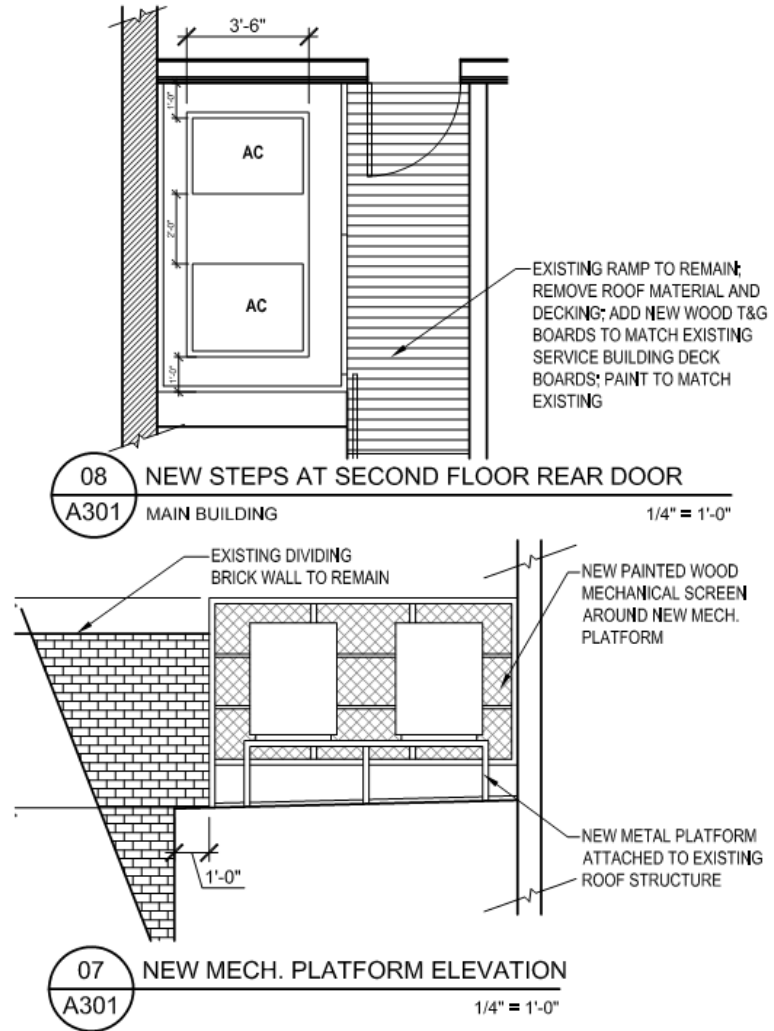 3'-6"
1'-0"
AC
2'-0"
AC
1'-0"
EXISTING RAMP TO REMAIN;
REMOVE ROOF MATERIAL AND
DECKING; ADD NEW WOOD T&G
BOARDS TO MATCH EXISTING
SERVICE BUILDING DECK
BOARDS; PAINT TO MATCH
EXISTING
08
A301
NEW STEPS AT SECOND FLOOR REAR DOOR
MAIN BUILDING
1/4" = 1'-0"
EXISTING DIVIDING
BRICK WALL TO REMAIN
NEW PAINTED WOOD
MECHANICAL SCREEN
AROUND NEW MECH.
PLATFORM
NEW METAL PLATFORM
ATTACHED TO EXISTING
ROOF STRUCTURE
1'-0"
07
A301
NEW MECH. PLATFORM ELEVATION
1/4" = 1'-0"